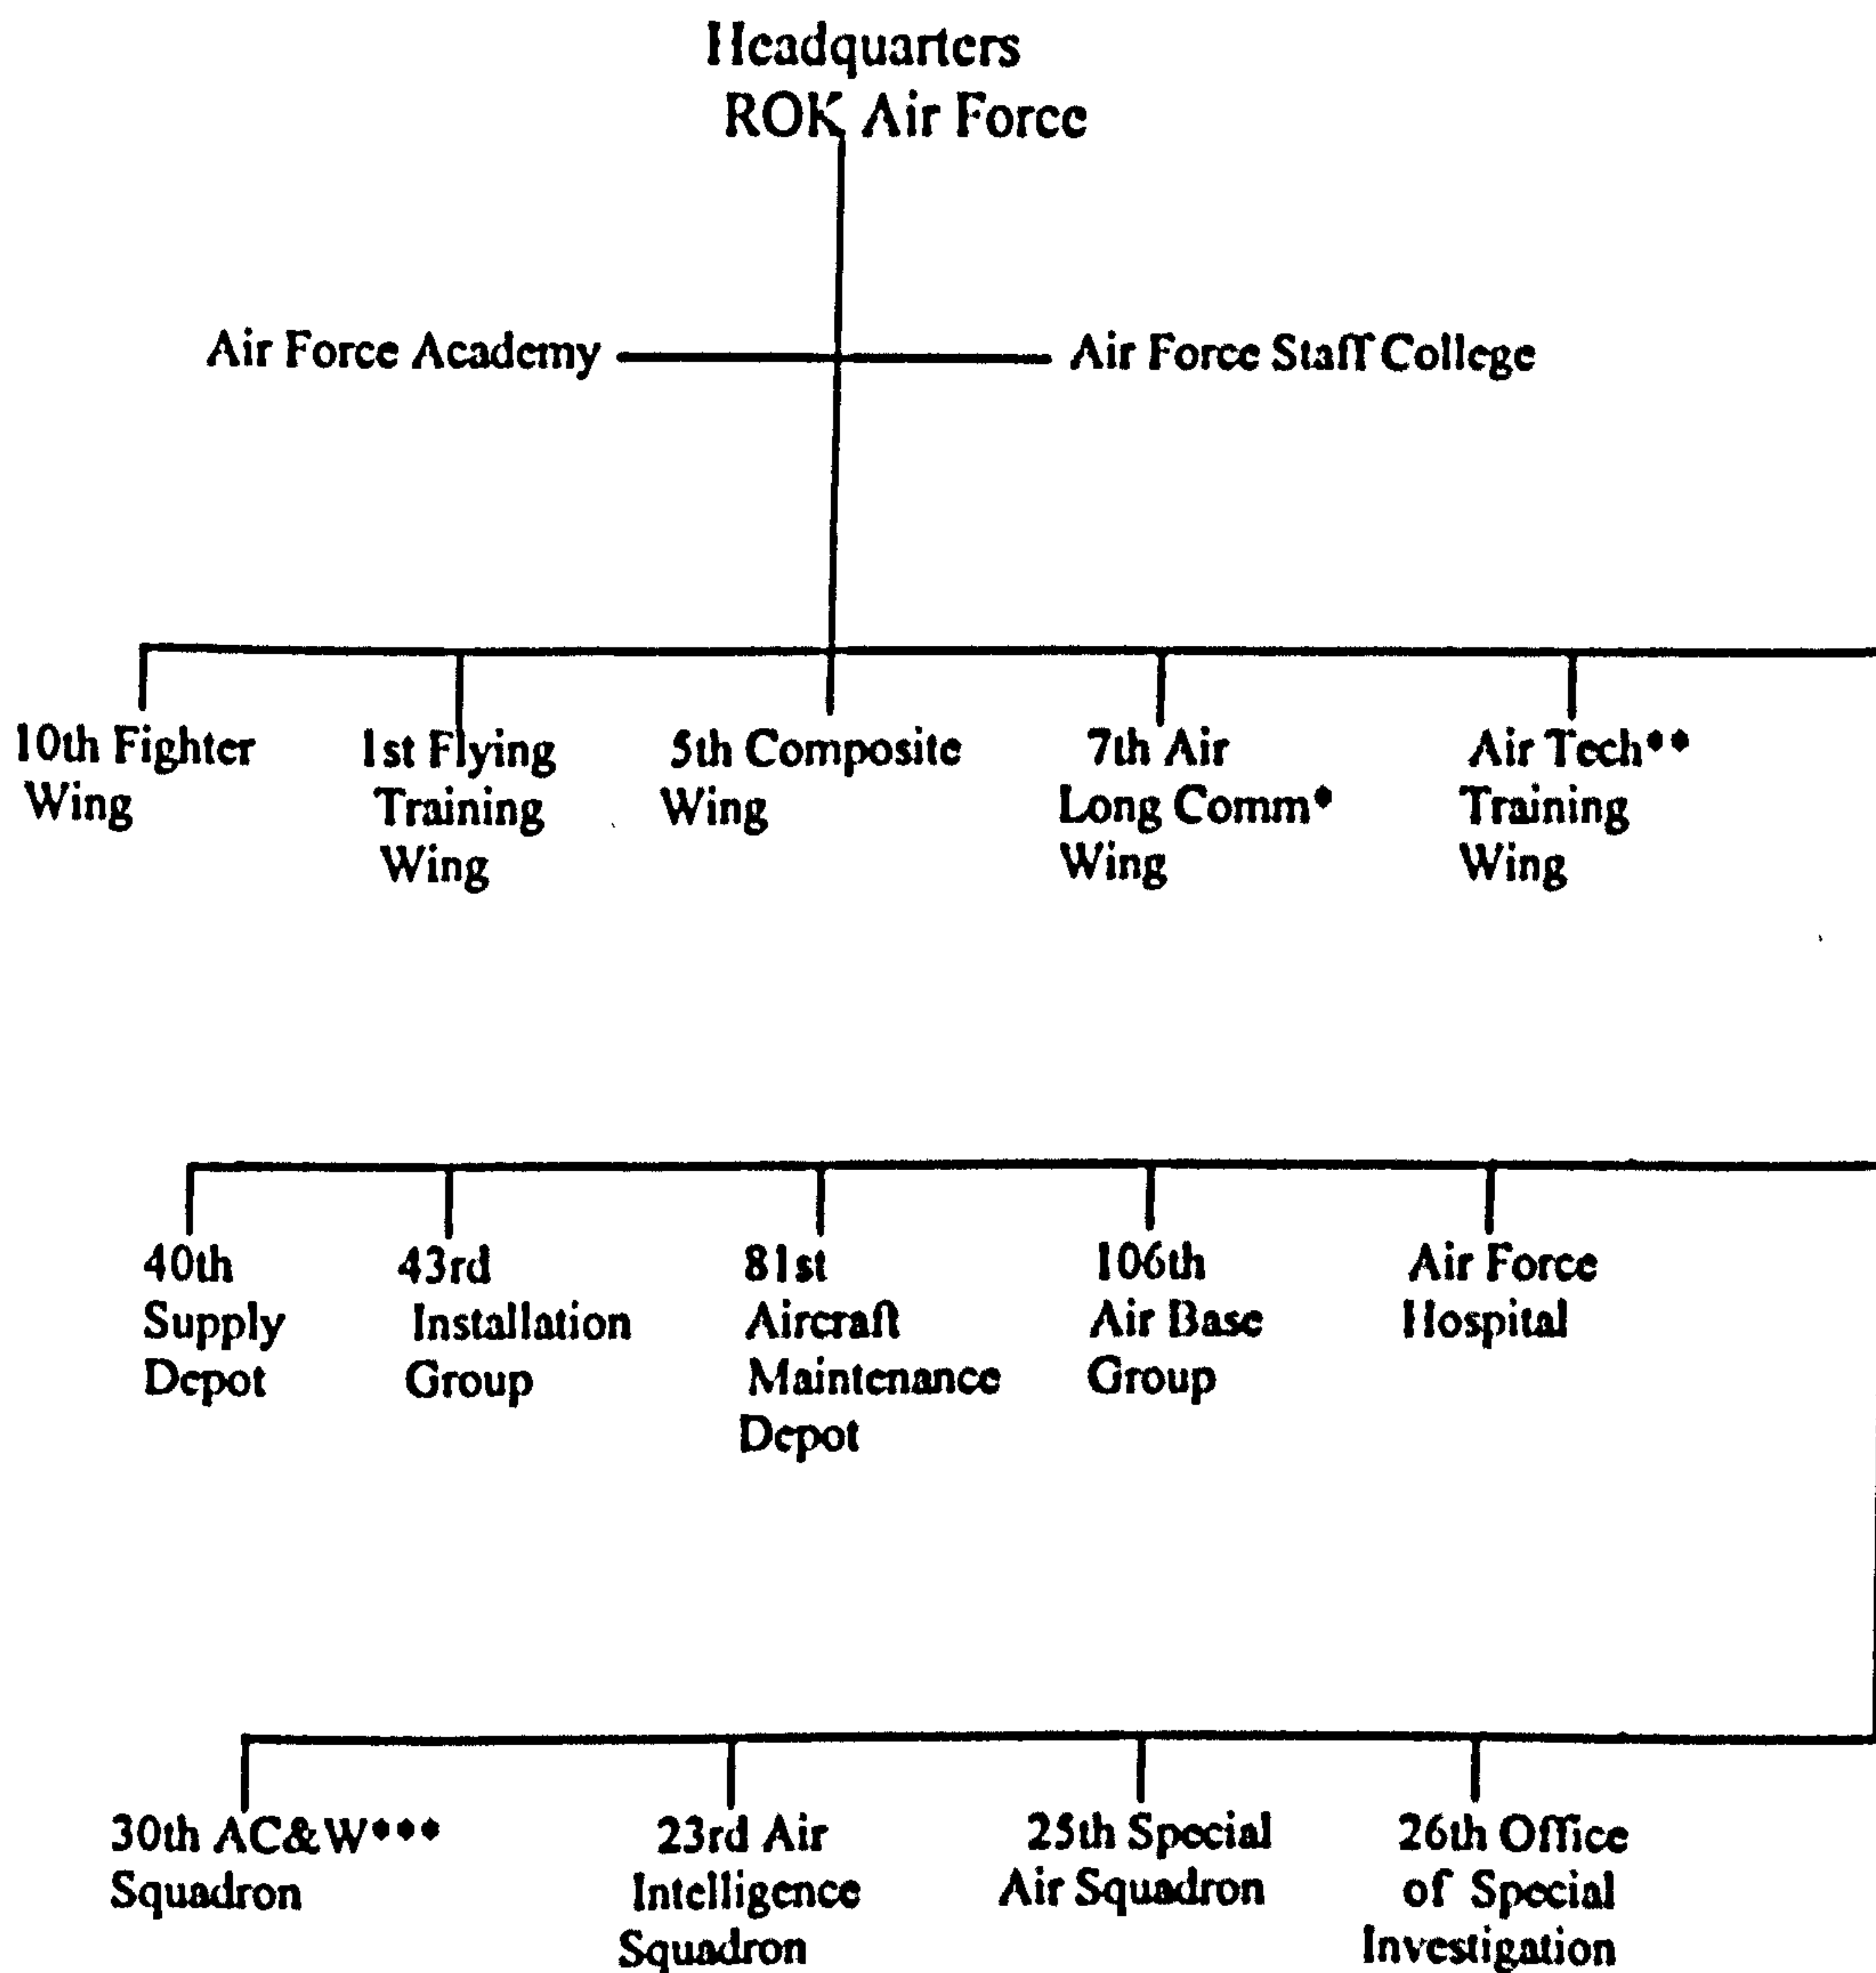 Headquarters
ROK Air Force
Air Force Academy
Air Force Staff College
10th Fighter
Wing
1st Flying
Training
Wing
5th Composite
Wing
7th Air
Long Comm*
Wing
Air Tech**
Training
Wing
40th
Supply
Depot
43rd
Installation
Group
81st
Aircraft
Maintenance
Depot
106th
Air Base
Group
Air Force
Hospital
30th AC&W***
Squadron
23rd Air
Intelligence
Squadron
25th Special
Air Squadron
26th Office
of Special
Investigation